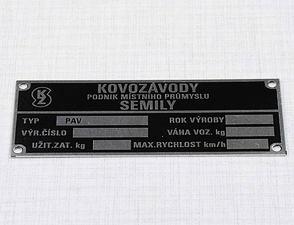 KZ
KOVOZÁVODY
PODNIK MÍSTNÍHO PRŮMYSLU
SEMILY
TYP PAV ROK VÝROBY
VÝR.ČÍSLO VÁHA VOZ. kg
UŽIT.ZAT. kg MAX.RYCHLOST km/h